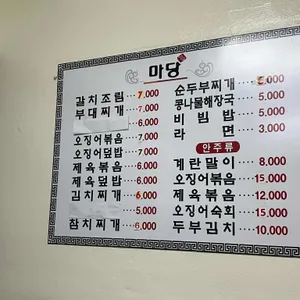 마당
갈치조림 7,000
부대찌개 7,000
6,000
오징어볶음 7,000
오징어덮밥 7,000
제육볶음 6,000
제육덮밥 6,000
김치찌개 6,000
5,000
참치찌개 6,000
순두부찌개 ,000
콩나물해장국 5,000
비빔밥 5,000
라면 3,000
안주류
계란말이 8,000
오징어볶음 15,000
제육볶음 12,000
오징어숙회 15,000
두부김치 10,000